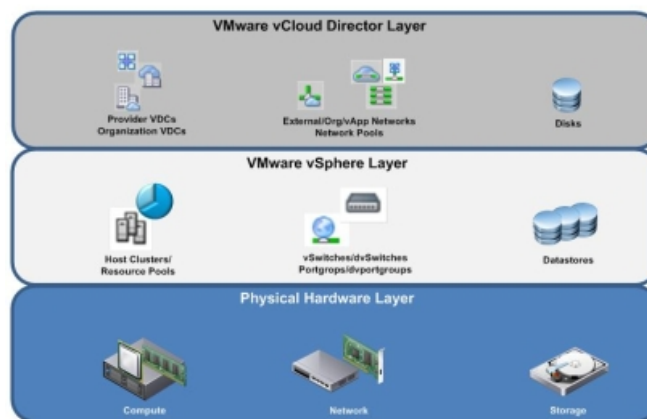 VMware vCloud Director Layer
Provider VDCs
Organization VDCs
External/Org/vApp Networks
Network Pools
Disks
VMware vSphere Layer
Host Clusters/
Resource Pools
vSwitches/dvSwitches
Portgrops/dvportgroups
Datastores
Physical Hardware Layer
Compute
Network
Storage